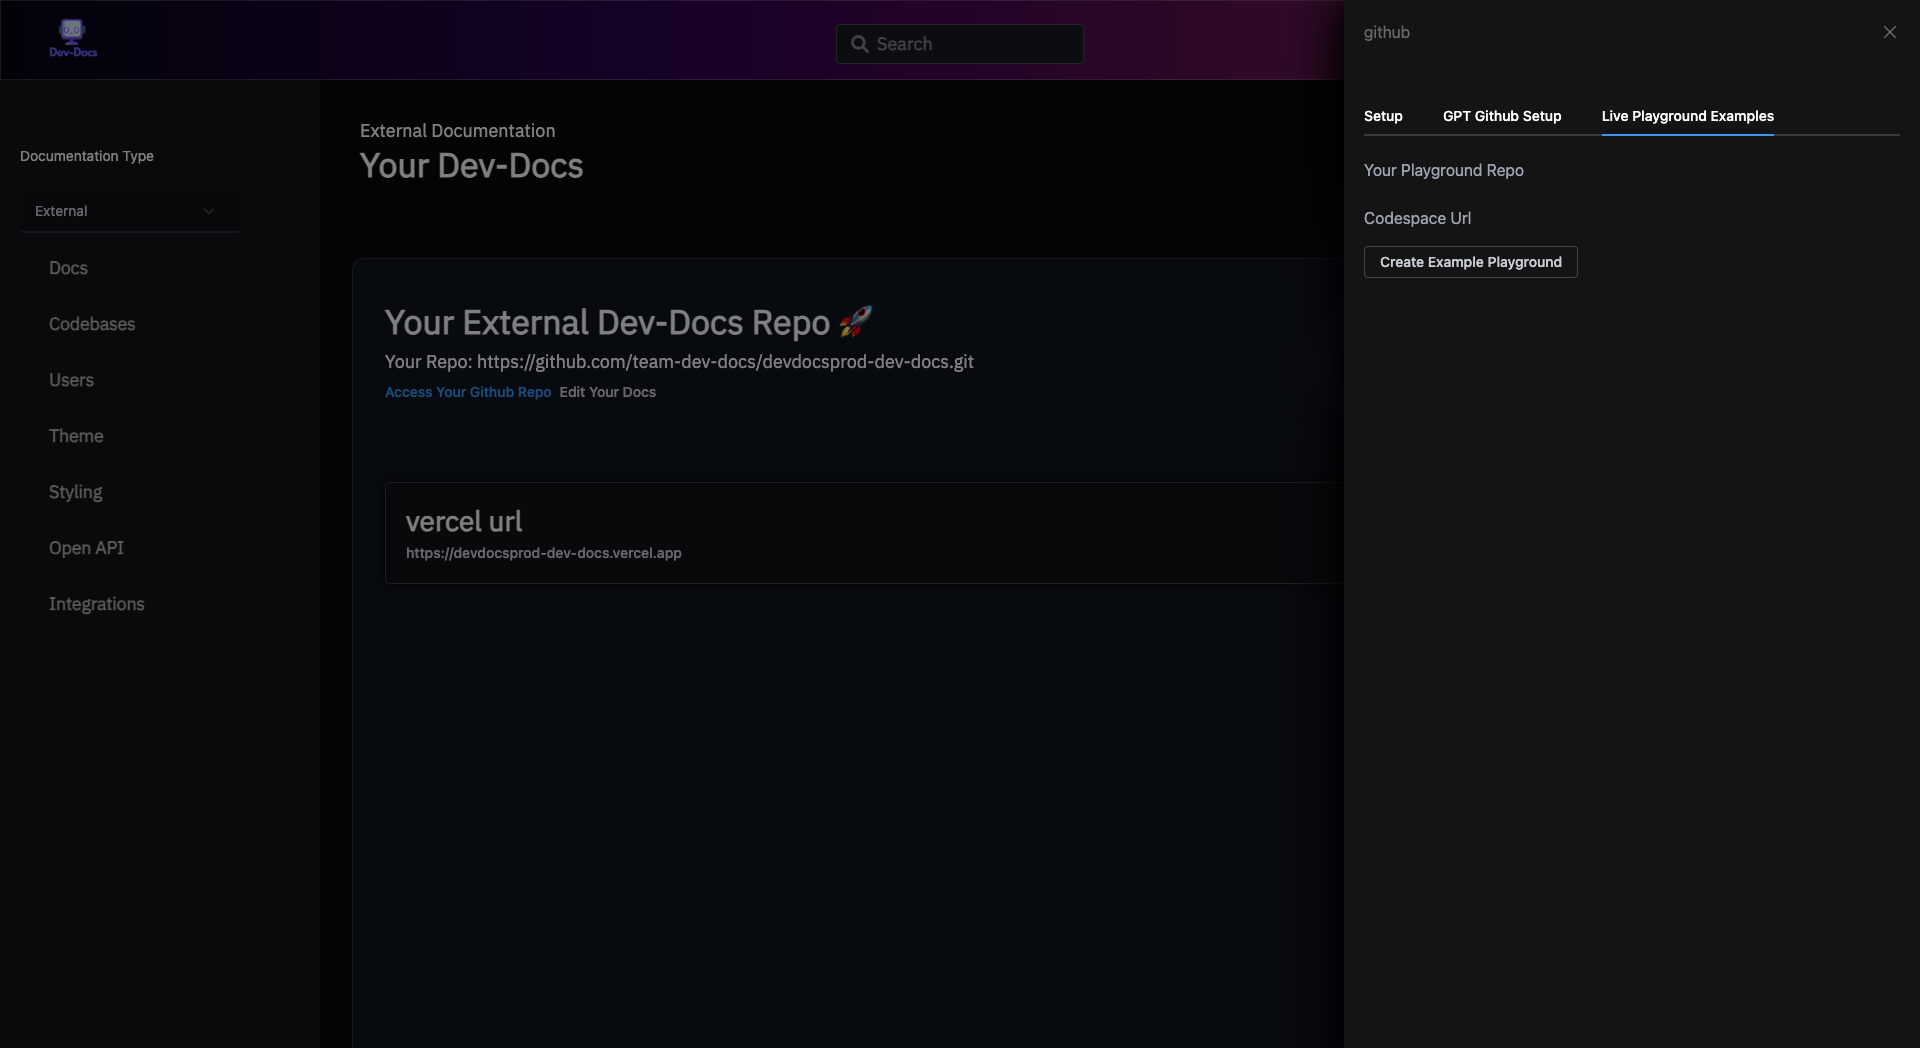 Dev-Docs
Search
Documentation Type
External
Docs
Codebases
Users
Theme
Styling
Open API
Integrations
External Documentation
Your Dev-Docs
Your External Dev-Docs Repo 🚀
Your Repo: https://github.com/team-dev-docs/devdocsprod-dev-docs.git
Access Your Github Repo Edit Your Docs
vercel url
https://devdocsprod-dev-docs.vercel.app
github
Setup GPT Github Setup Live Playground Examples
Your Playground Repo
Codespace Url
Create Example Playground